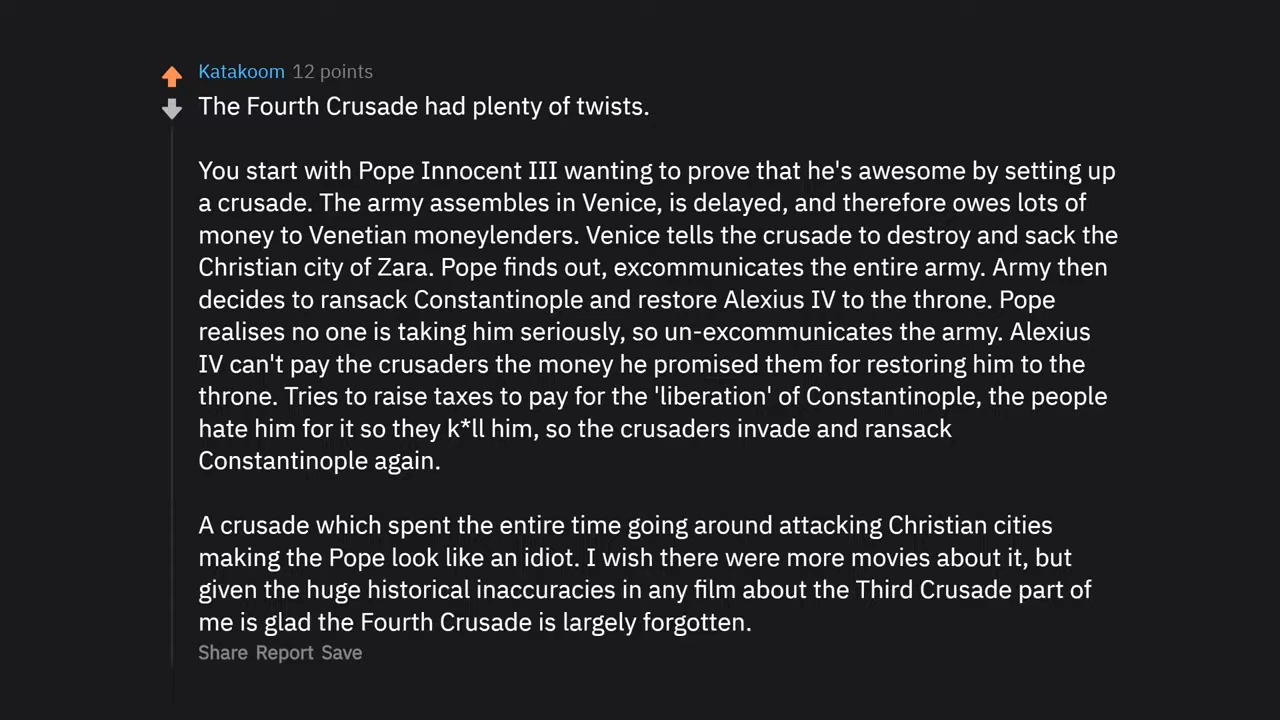 Katakoom 12 points
The Fourth Crusade had plenty of twists.
You start with Pope Innocent III wanting to prove that he's awesome by setting up
a crusade. The army assembles in Venice, is delayed, and therefore owes lots of
money to Venetian moneylenders. Venice tells the crusade to destroy and sack the
Christian city of Zara. Pope finds out, excommunicates the entire army. Army then
decides to ransack Constantinople and restore Alexius IV to the throne. Pope
realises no one is taking him seriously, so un-excommunicates the army. Alexius
IV can't pay the crusaders the money he promised them for restoring him to the
throne. Tries to raise taxes to pay for the 'liberation' of Constantinople, the people
hate him for it so they k*ll him, so the crusaders invade and ransack
Constantinople again.
A crusade which spent the entire time going around attacking Christian cities
making the Pope look like an idiot. I wish there were more movies about it, but
given the huge historical inaccuracies in any film about the Third Crusade part of
me is glad the Fourth Crusade is largely forgotten.
Share Report Save